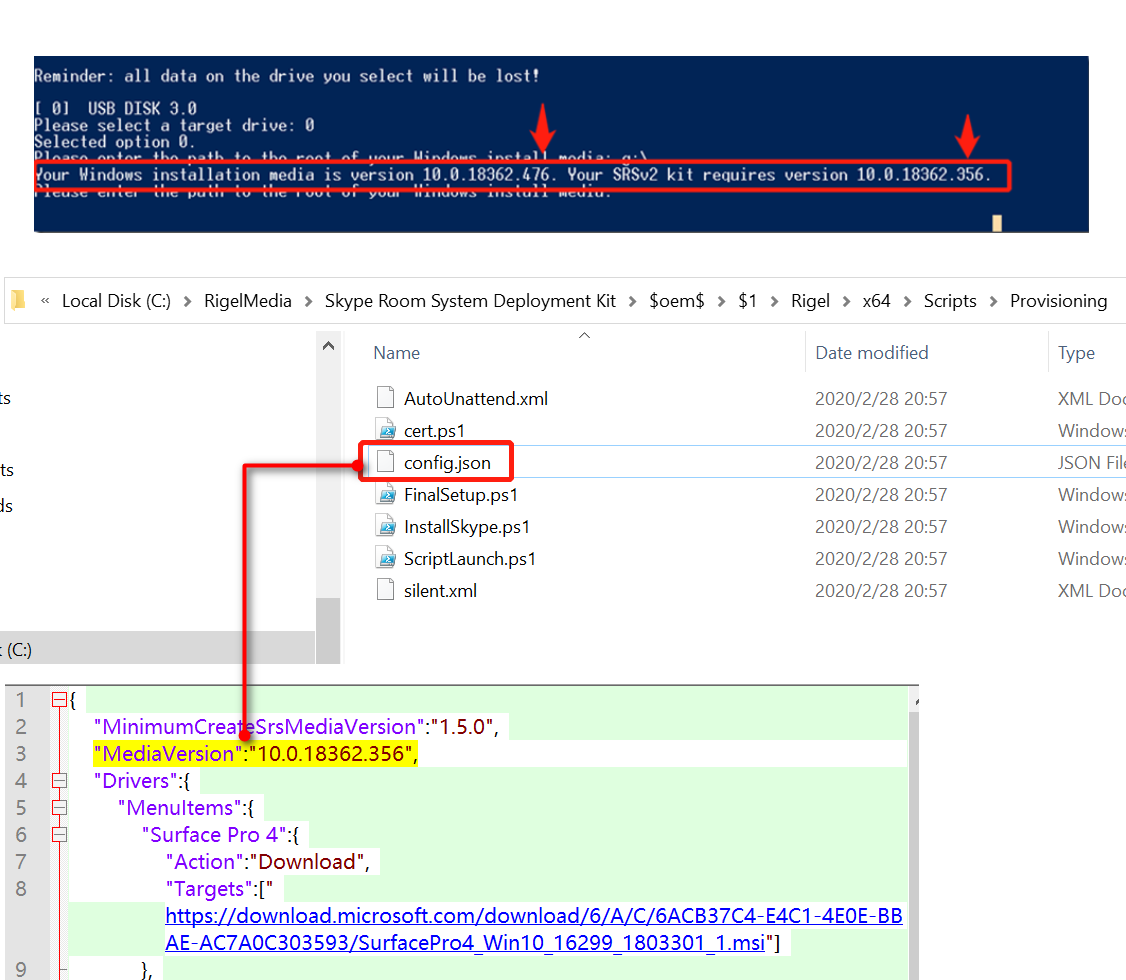 Reminder: all data on the drive you select will be lost!
[ 0]  USB DISK 3.0
Please select a target drive: 0
Selected option 0.
Please enter the path to the root of your Windows install media: g:\
Your Windows installation media is version 10.0.18362.476. Your SRSv2 kit requires version 10.0.18362.356.
Please enter the path to the root of your Windows install media:
« Local Disk (C:) > RigelMedia > Skype Room System Deployment Kit > $oem$ > $1 > Rigel > x64 > Scripts > Provisioning
Name Date modified Type
AutoUnattend.xml 2020/2/28 20:57 XML Doc
cert.ps1 2020/2/28 20:57 Windows
config.json 2020/2/28 20:57 JSON File
FinalSetup.ps1 2020/2/28 20:57 Windows
InstallSkype.ps1 2020/2/28 20:57 Windows
ScriptLaunch.ps1 2020/2/28 20:57 Windows
silent.xml 2020/2/28 20:57 XML Doc
ts
ts
ds
: (C:)
1 {
2 "MinimumCreateSrsMediaVersion":"1.5.0",
3 "MediaVersion":"10.0.18362.356",
4 "Drivers":{
5 "MenuItems":{
6 "Surface Pro 4":{
7 "Action":"Download",
8 "Targets":["
https://download.microsoft.com/download/6/A/C/6ACB37C4-E4C1-4E0E-BB
AE-AC7A0C303593/SurfacePro4_Win10_16299_1803301_1.msi"]
9 },